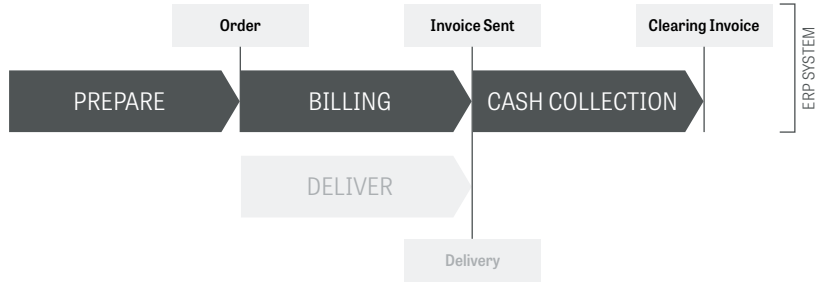 Order
Invoice Sent
Clearing Invoice
ERP SYSTEM
PREPARE
BILLING
CASH COLLECTION
DELIVER
Delivery